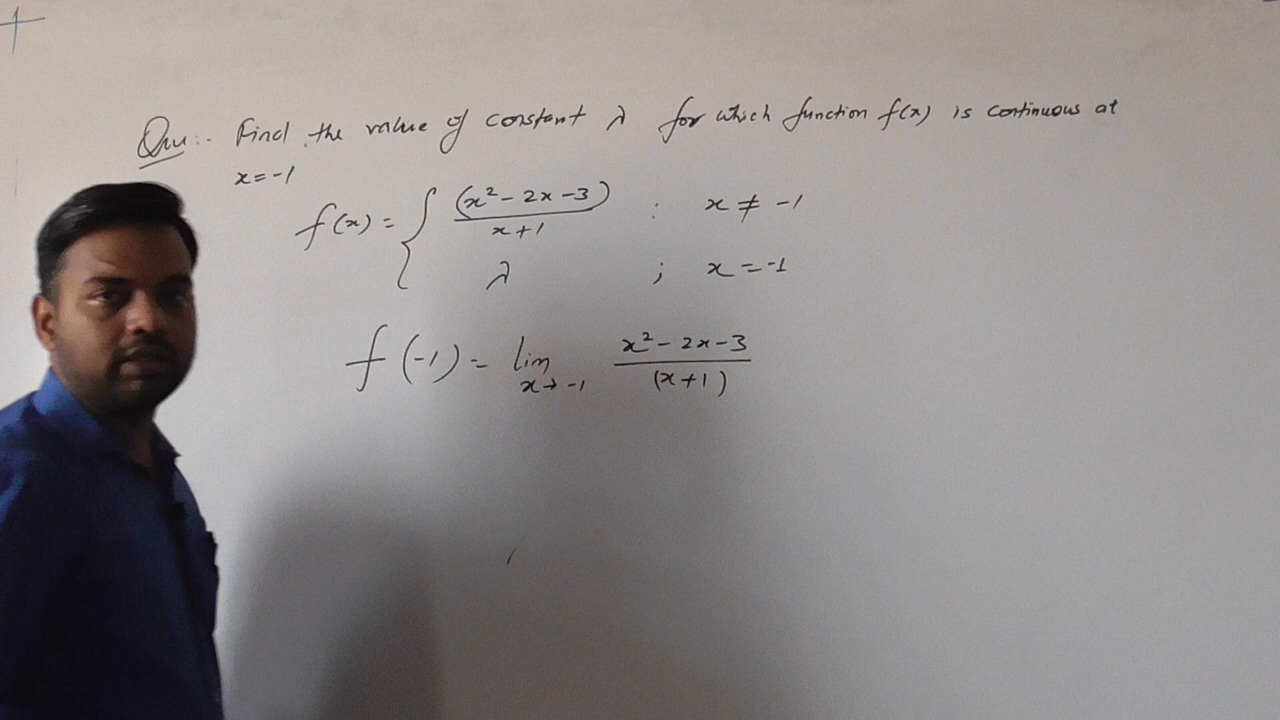 Qus:- Find the value of constant λ for which function f(x) is continuous at
x = -1
f(x) = { (x² - 2x - 3) / x + 1 : x ≠ -1
λ ; x = -1
f(-1) = lim x→-1 x² - 2x - 3 / (x + 1)